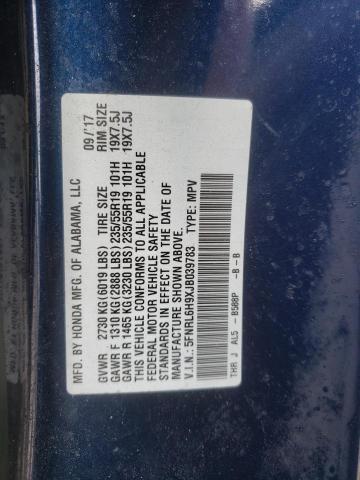 MFD. BY HONDA MFG. OF ALABAMA, LLC 09/'17
GVWR 2730 KG(6019 LBS) TIRE SIZE RIM SIZE
GAWR F 1310 KG(2888 LBS) 235/55R19 101H 19X7.5J
GAWR R 1465 KG(3230 LBS) 235/55R19 101H 19X7.5J
THIS VEHICLE CONFORMS TO ALL APPLICABLE
FEDERAL MOTOR VEHICLE SAFETY
STANDARDS IN EFFECT ON THE DATE OF
MANUFACTURE SHOWN ABOVE.
V.I.N.: 5FNRL6H9XJB039783 TYPE: MPV
THR J AL5 - B588P -B - B